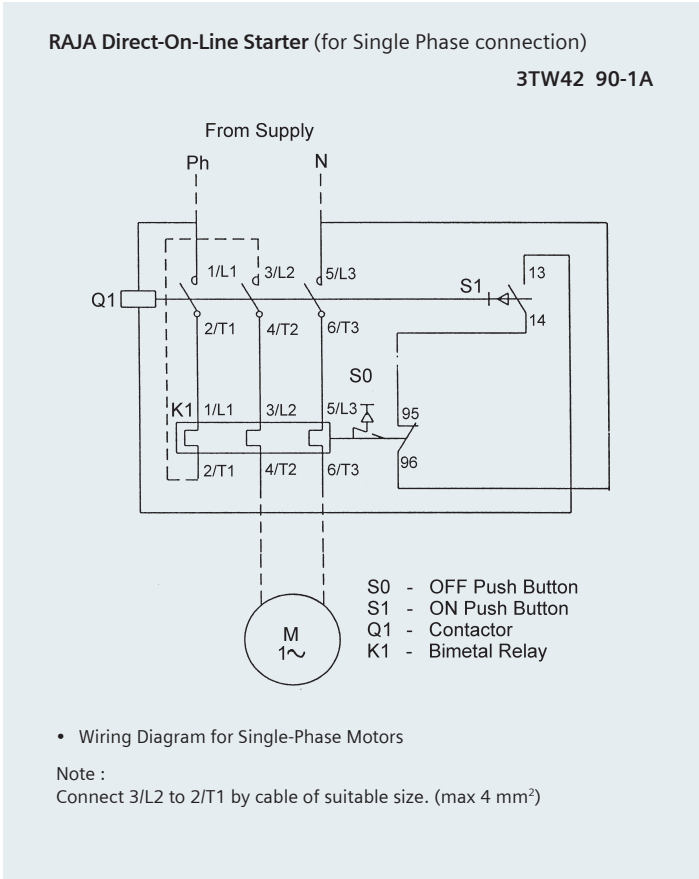 RAJA Direct-On-Line Starter (for Single Phase connection)
3TW42 90-1A
From Supply
Ph N
1/L1 3/L2 5/L3 13
Q1 S1
2/T1 4/T2 6/T3 14
S0
K1 1/L1 3/L2 5/L3 95
2/T1 4/T2 6/T3 96
M
1~
S0 - OFF Push Button
S1 - ON Push Button
Q1 - Contactor
K1 - Bimetal Relay
• Wiring Diagram for Single-Phase Motors
Note :
Connect 3/L2 to 2/T1 by cable of suitable size. (max 4 mm²)